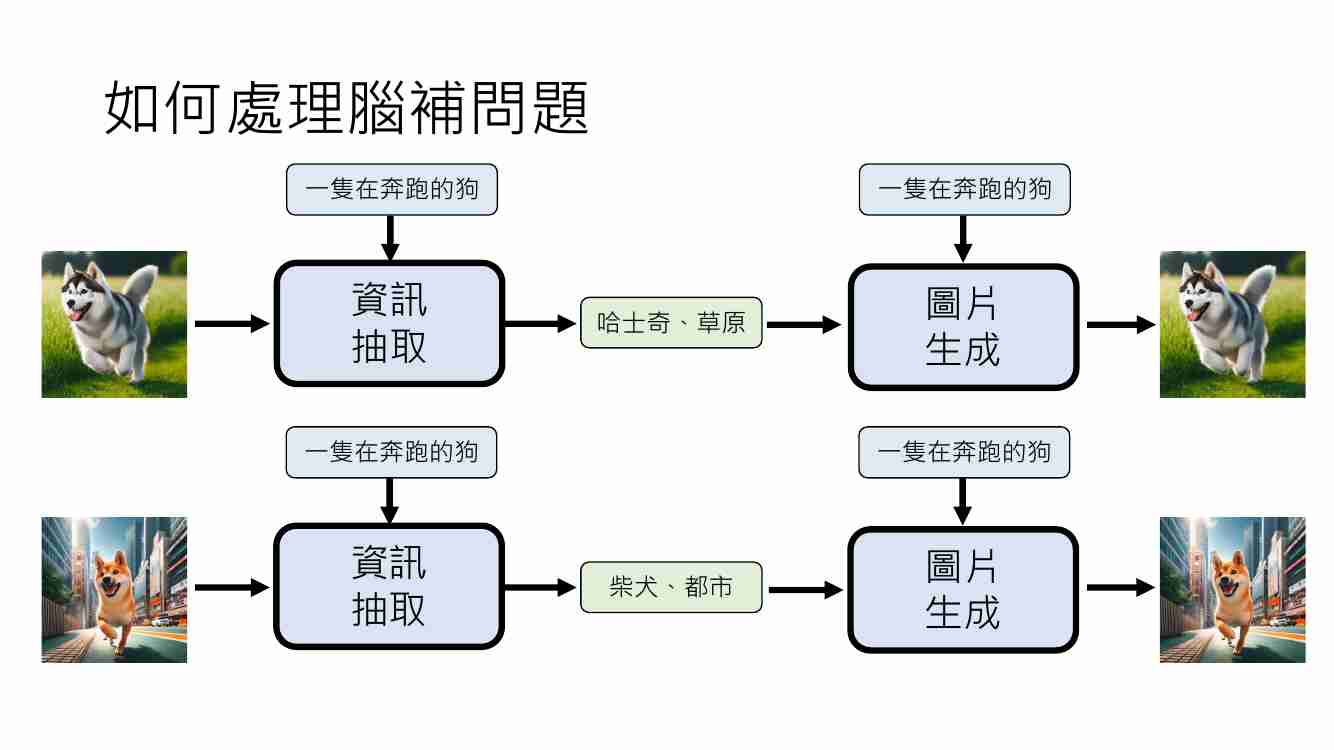 如何處理腦補問題
一隻在奔跑的狗
一隻在奔跑的狗
資訊
抽取
哈士奇、草原
圖片
生成
一隻在奔跑的狗
一隻在奔跑的狗
資訊
抽取
柴犬、都市
圖片
生成